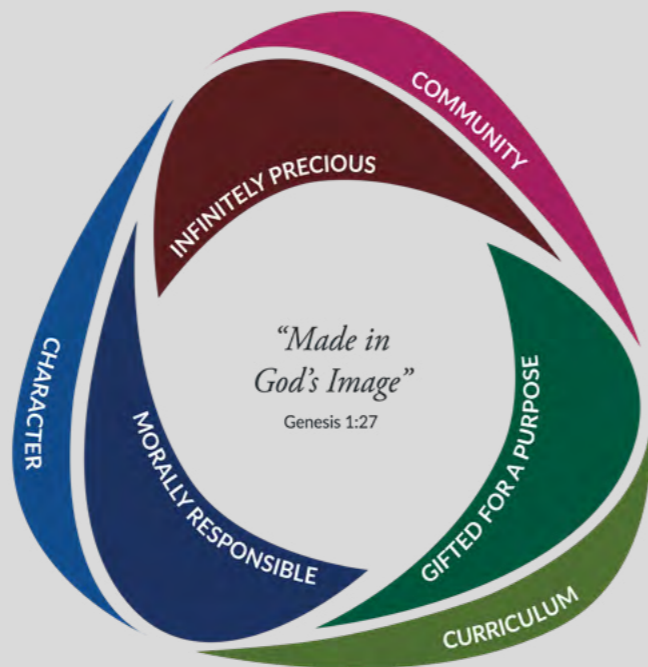 COMMUNITY
INFINITELY PRECIOUS
“Made in
God’s Image”
Genesis 1:27
CHARACTER
MORALLY RESPONSIBLE
GIFTED FOR A PURPOSE
CURRICULUM